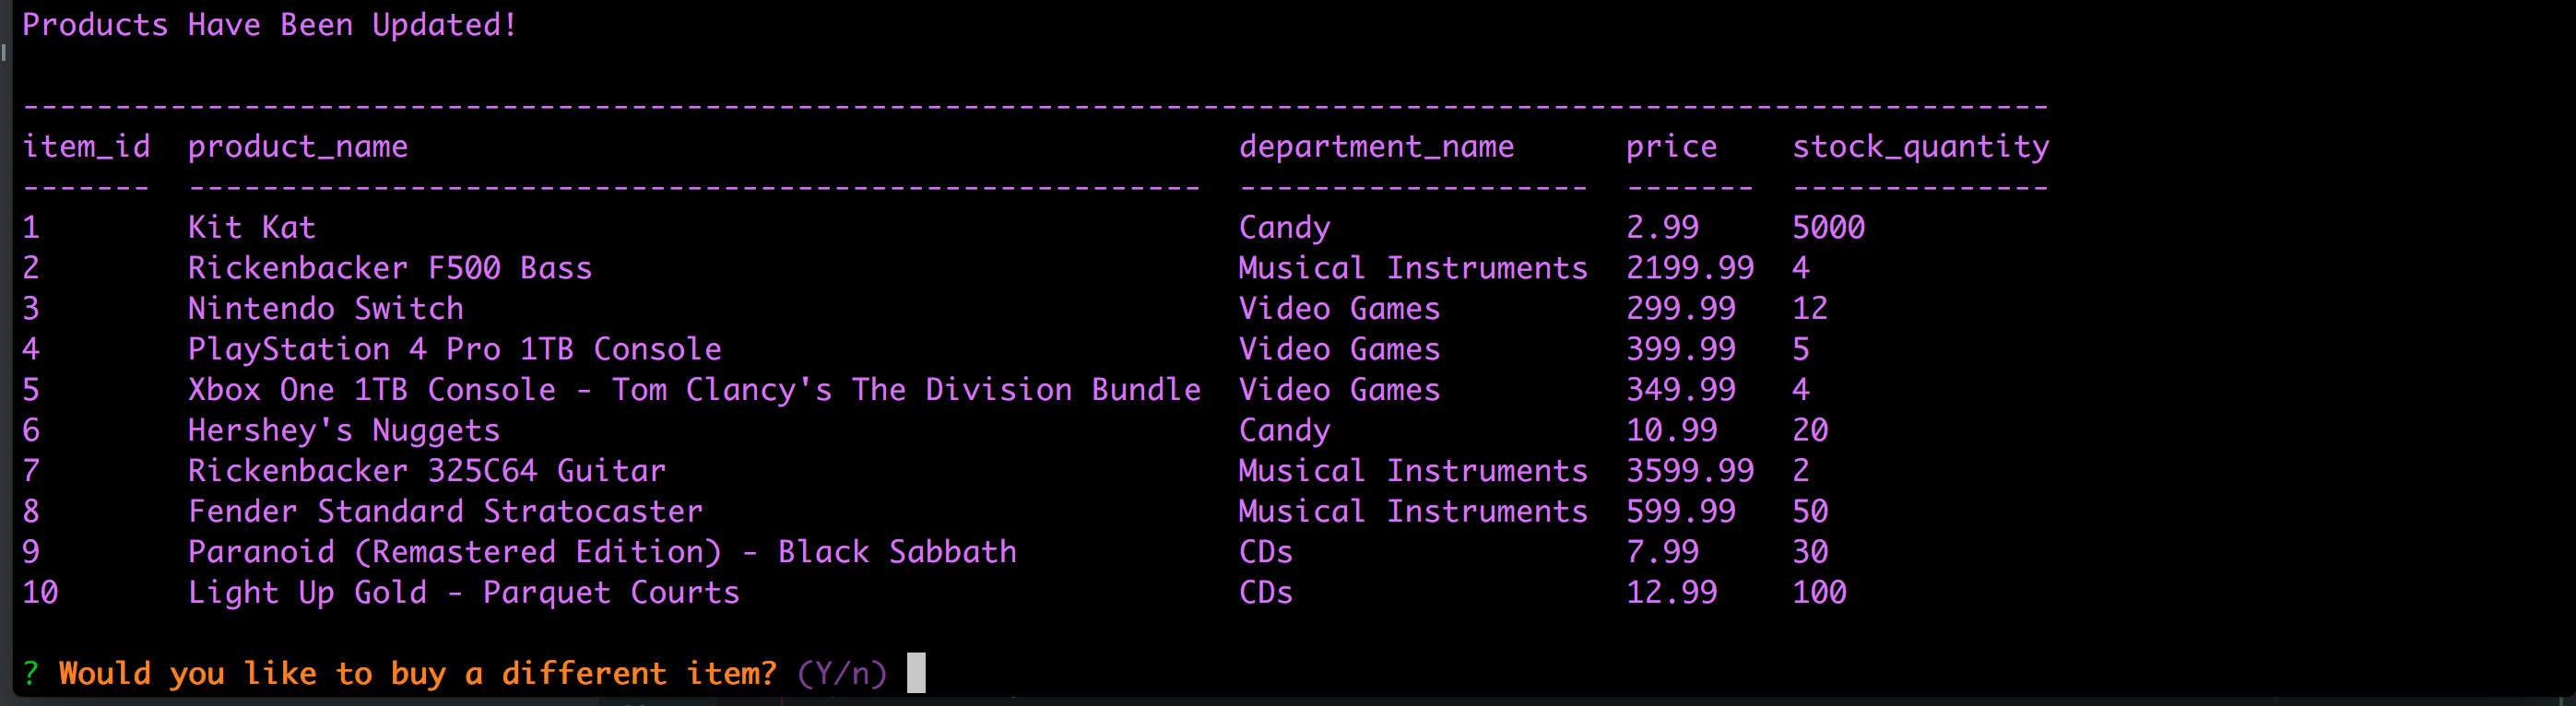 Products Have Been Updated!
--------------------------------------------------------------------------------------------------------------
item_id  product_name                                             department_name      price    stock_quantity
-------  -------------------------------------------------------  -------------------  -------  --------------
1        Kit Kat                                                  Candy                2.99     5000
2        Rickenbacker F500 Bass                                   Musical Instruments  2199.99  4
3        Nintendo Switch                                          Video Games          299.99   12
4        PlayStation 4 Pro 1TB Console                            Video Games          399.99   5
5        Xbox One 1TB Console - Tom Clancy's The Division Bundle  Video Games          349.99   4
6        Hershey's Nuggets                                        Candy                10.99    20
7        Rickenbacker 325C64 Guitar                               Musical Instruments  3599.99  2
8        Fender Standard Stratocaster                             Musical Instruments  599.99   50
9        Paranoid (Remastered Edition) - Black Sabbath            CDs                  7.99     30
10       Light Up Gold - Parquet Courts                           CDs                  12.99    100
? Would you like to buy a different item? (Y/n)